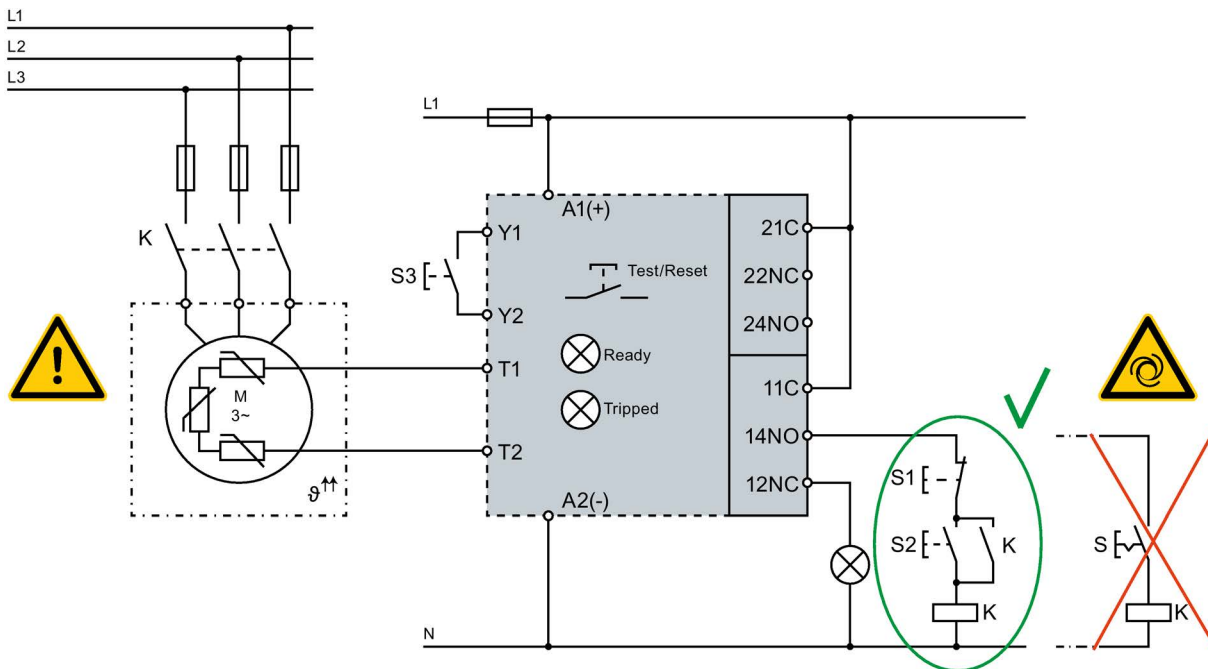 L1
L2
L3
K
M
3~
ϑ
L1
A1(+)
Y1
S3
Y2
T1
T2
A2(-)
Test/Reset
Ready
Tripped
21C
22NC
24NO
11C
14NO
12NC
S1
S2
K
K
S
K
N